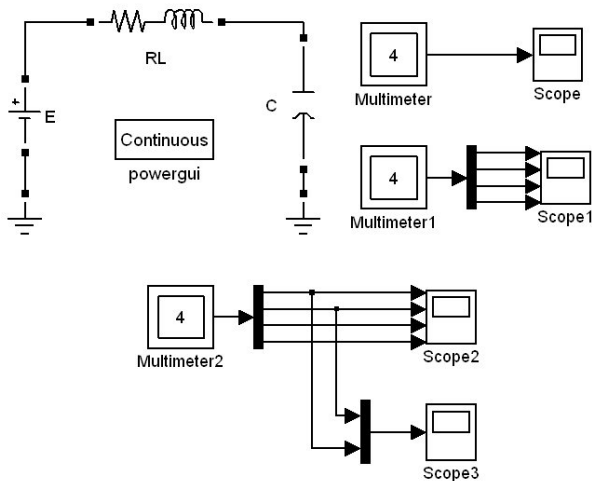 RL
+
E
C
Continuous
powergui
4
Multimeter
Scope
4
Multimeter1
Scope1
4
Multimeter2
Scope2
Scope3